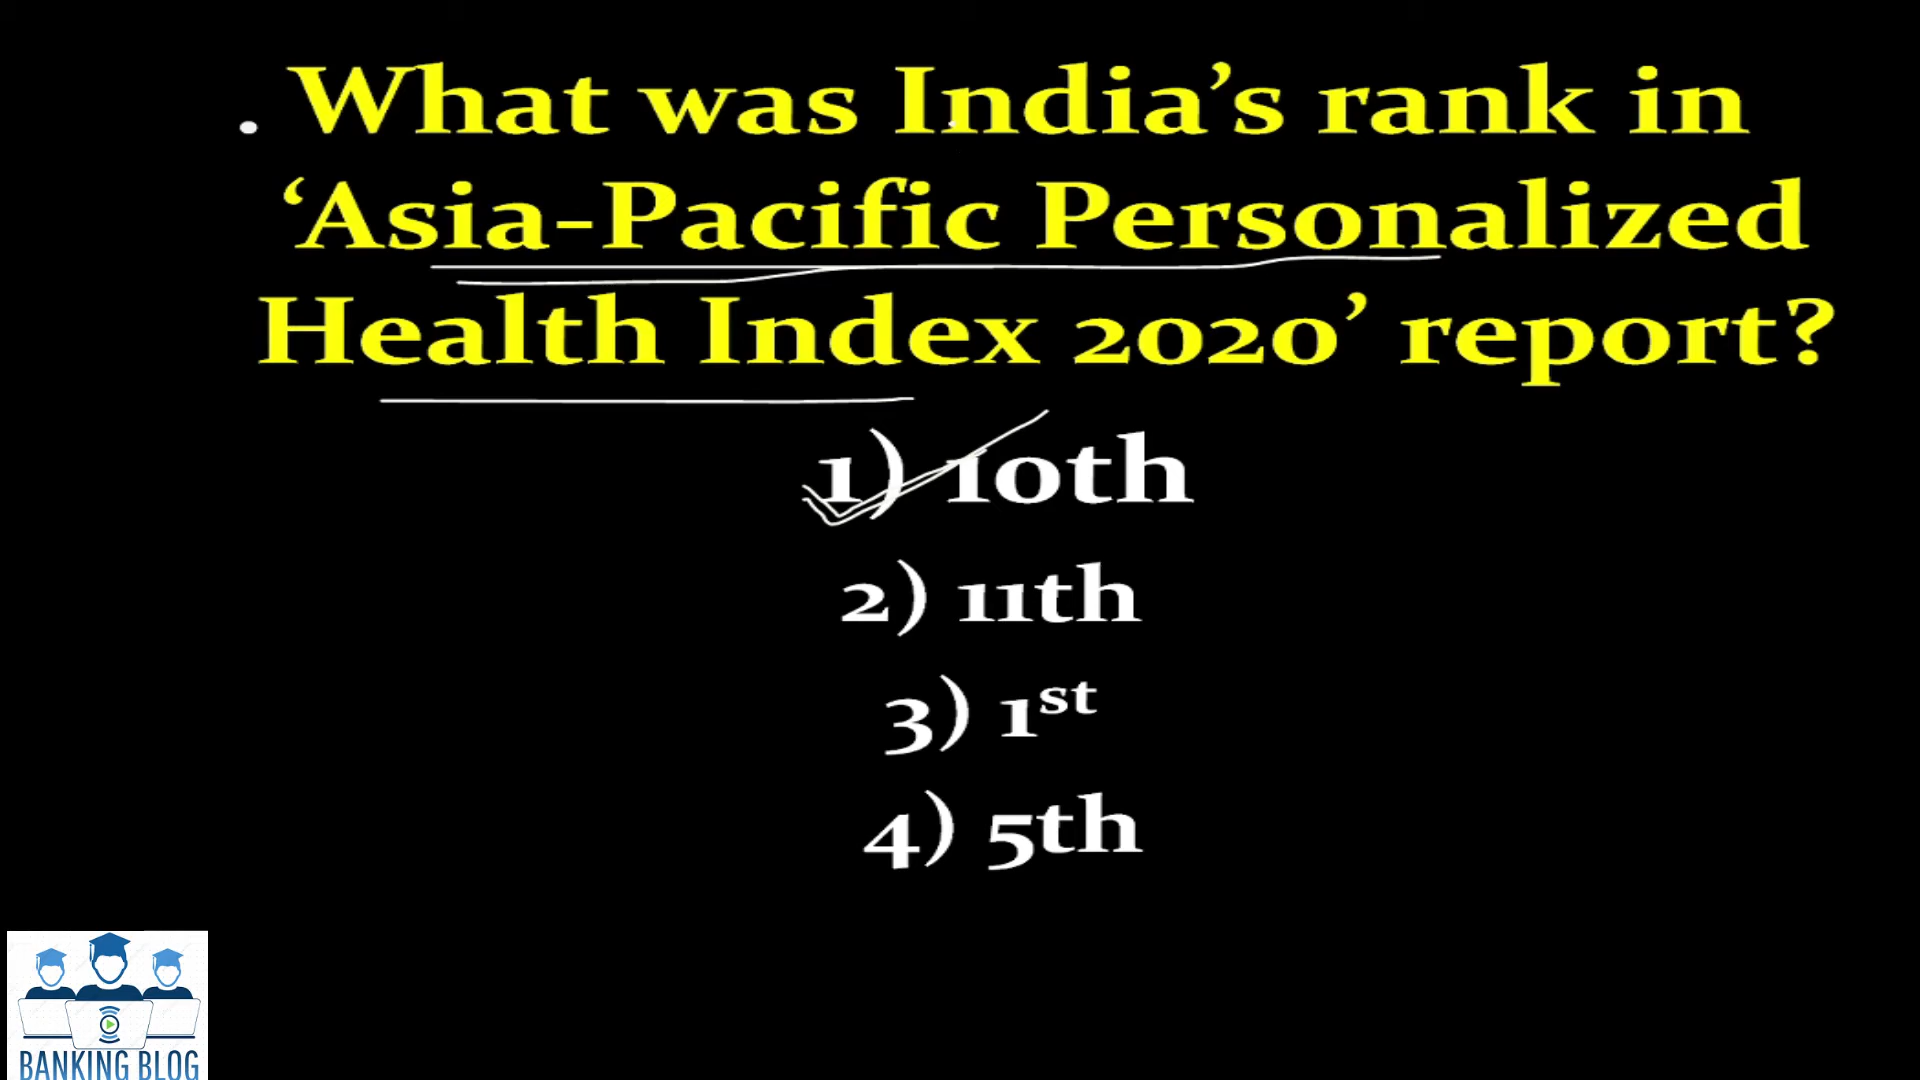 . What was India’s rank in
‘Asia-Pacific Personalized
Health Index 2020’ report?
1) 10th
2) 11th
3) 1st
4) 5th
BANKING BLOG